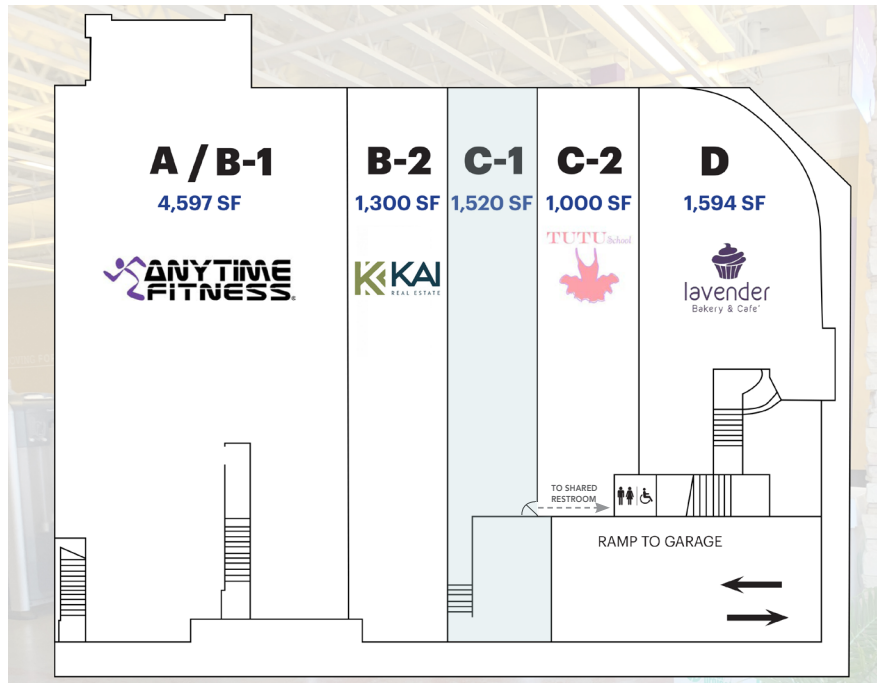 A / B-1
4,597 SF
ANYTIME
FITNESS®
B-2
1,300 SF
KAI
REAL ESTATE
C-1
1,520 SF
C-2
1,000 SF
TUTU School
D
1,594 SF
lavender
Bakery & Cafe
TO SHARED
RESTROOM
RAMP TO GARAGE